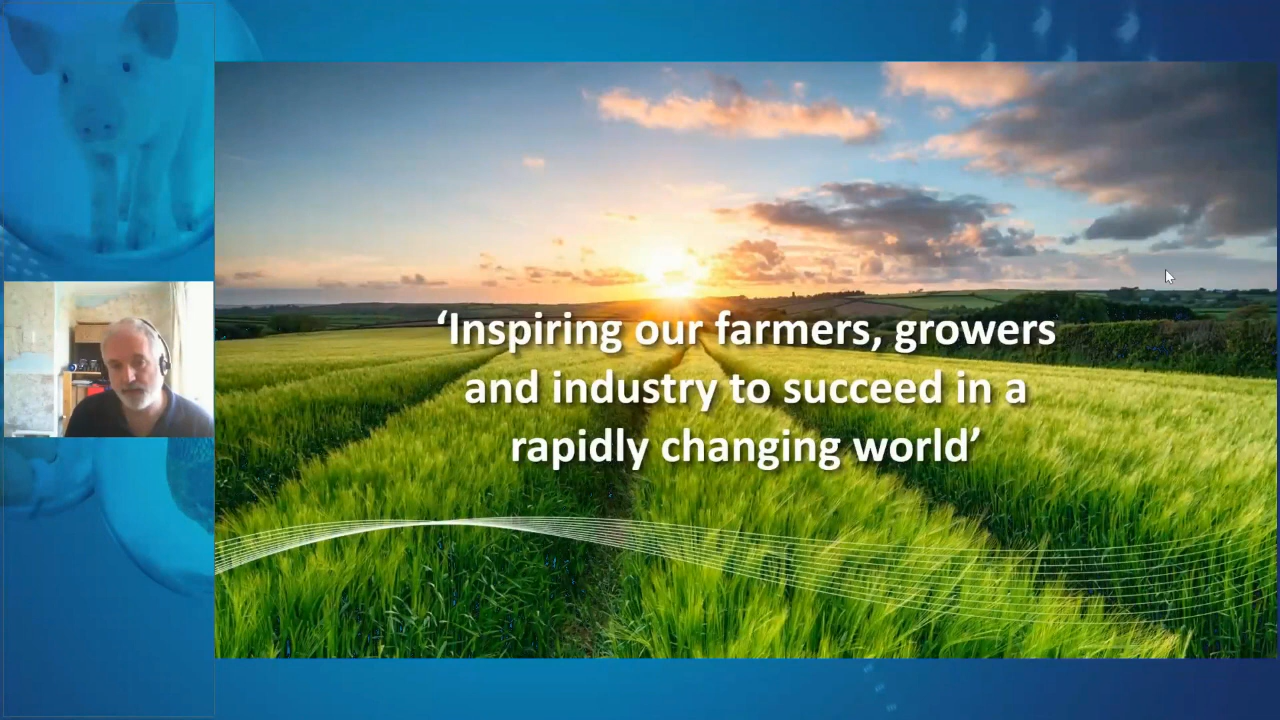 ‘Inspiring our farmers, growers
and industry to succeed in a
rapidly changing world’